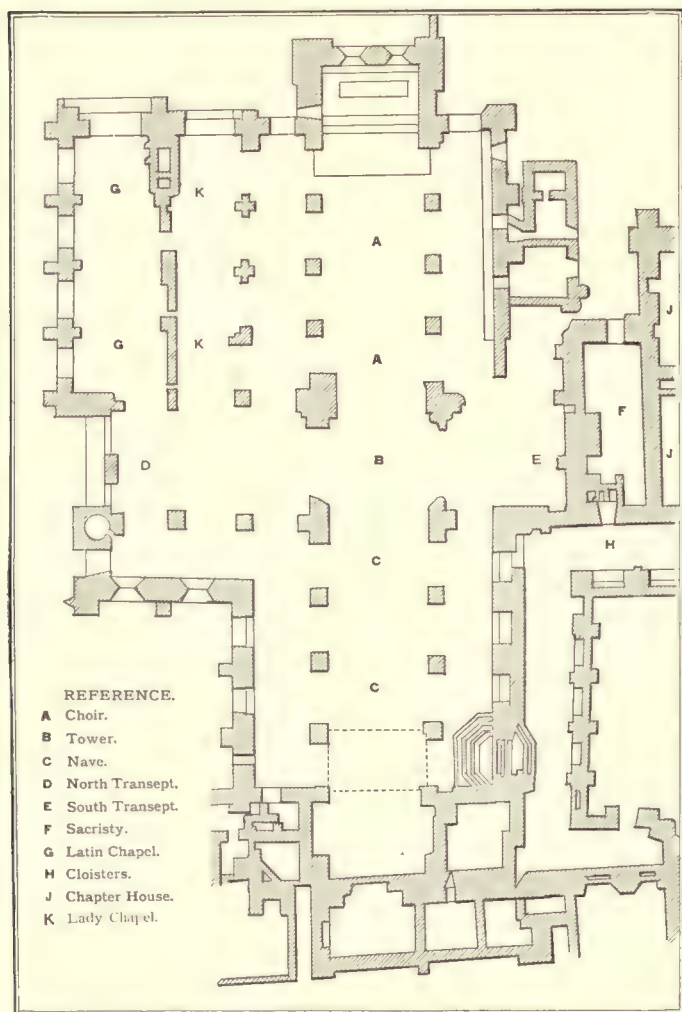 G
K
A
G
K
A
J
F
D
B
E
J
C
H
C
REFERENCE.
A Choir.
B Tower.
C Nave.
D North Transept.
E South Transept.
F Sacristy.
G Latin Chapel.
H Cloisters.
J Chapter House.
K Lady Chapel.